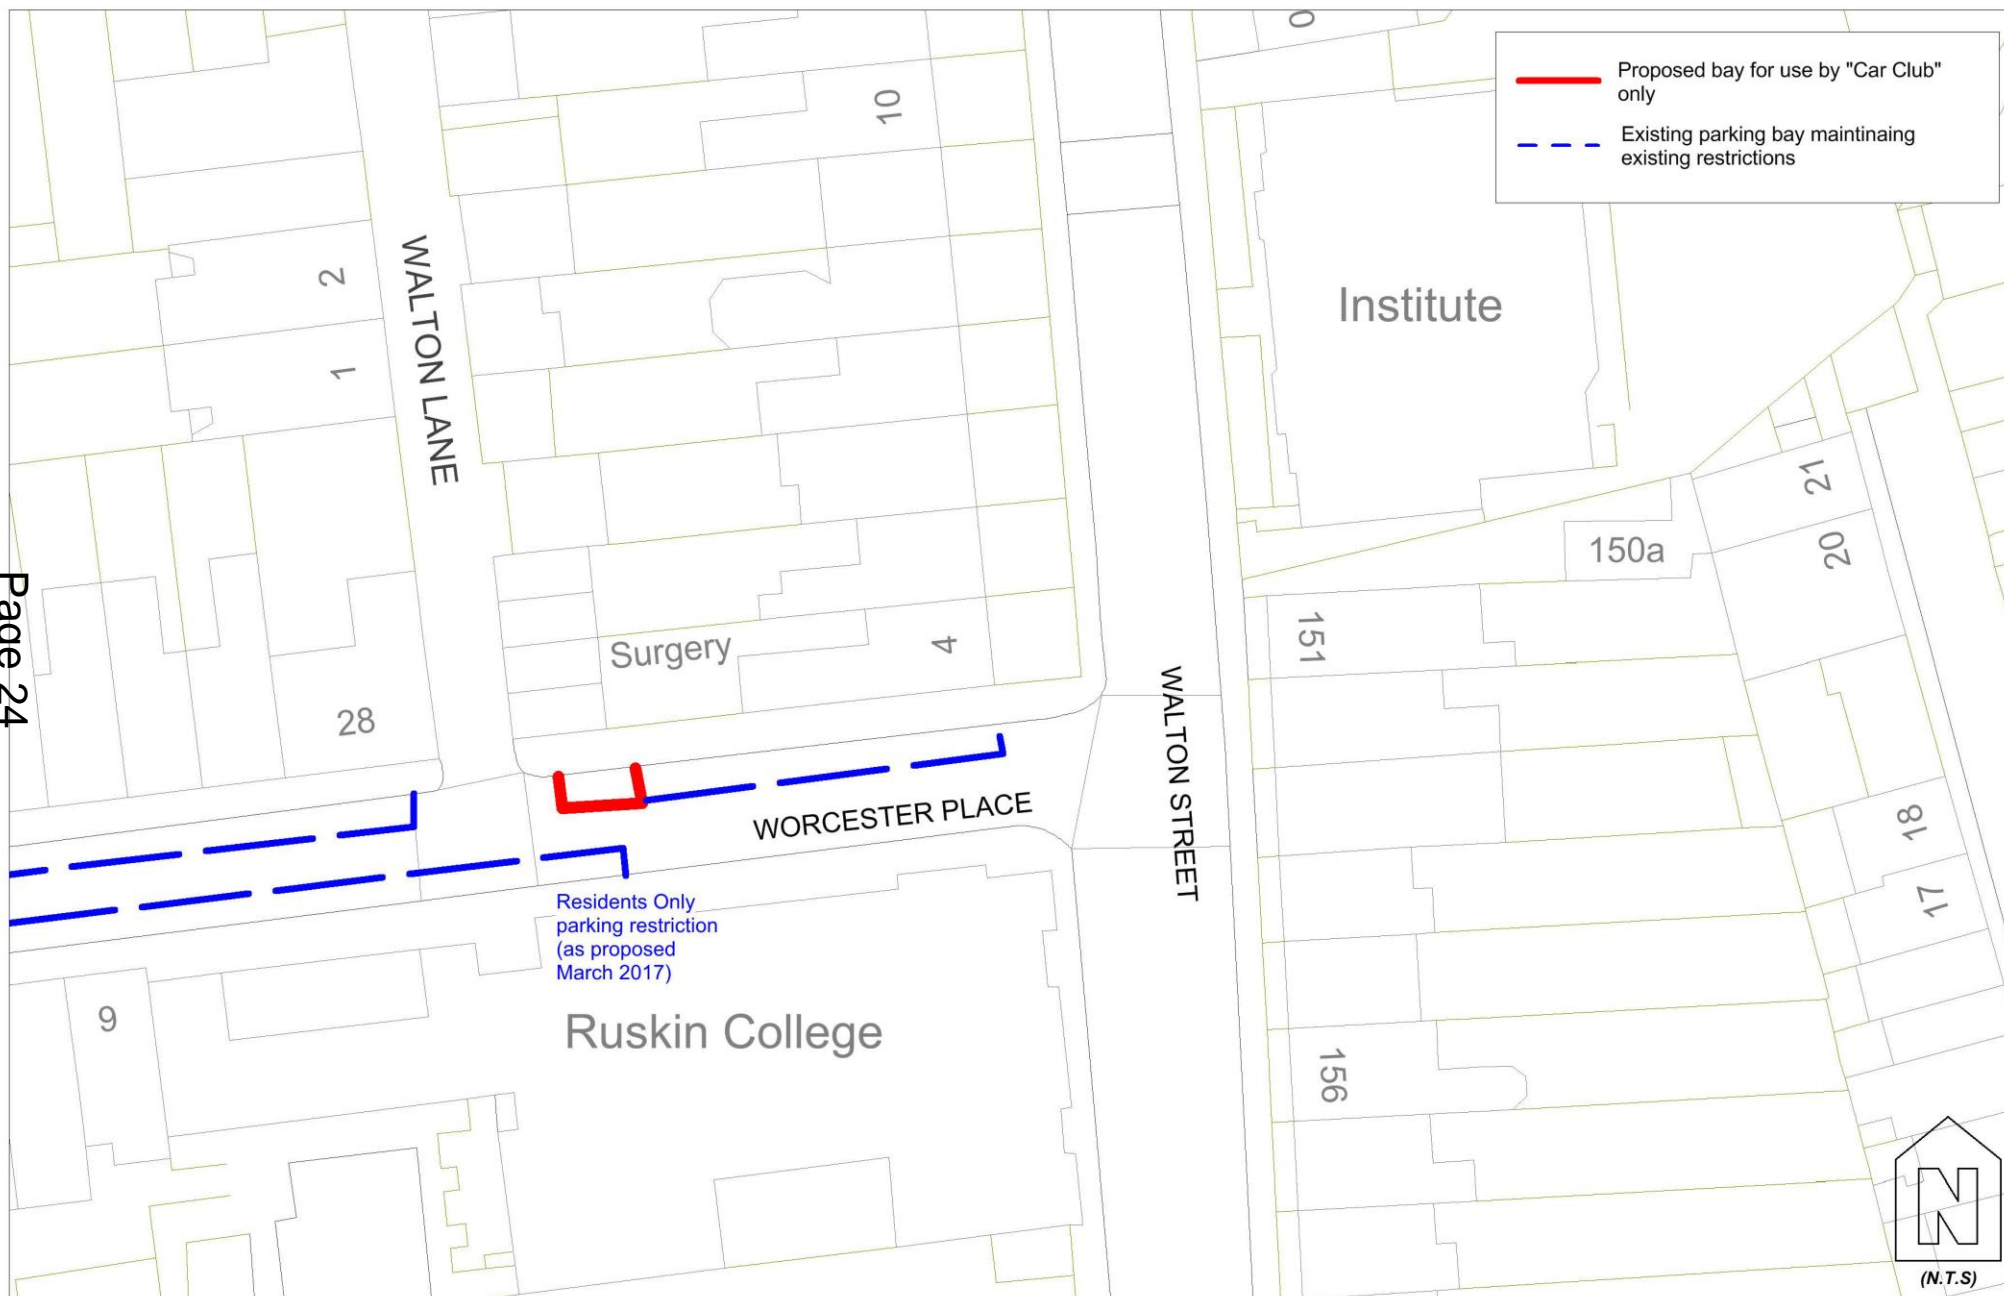 0
Proposed bay for use by "Car Club"
only
Existing parking bay maintinaing
existing restrictions
10
2
1
WALTON LANE
Institute
21
20
150a
151
Surgery
4
28
Page 24
WALTON STREET
WORCESTER PLACE
18
17
Residents Only
parking restriction
(as proposed
March 2017)
9
Ruskin College
156
N
(N.T.S)